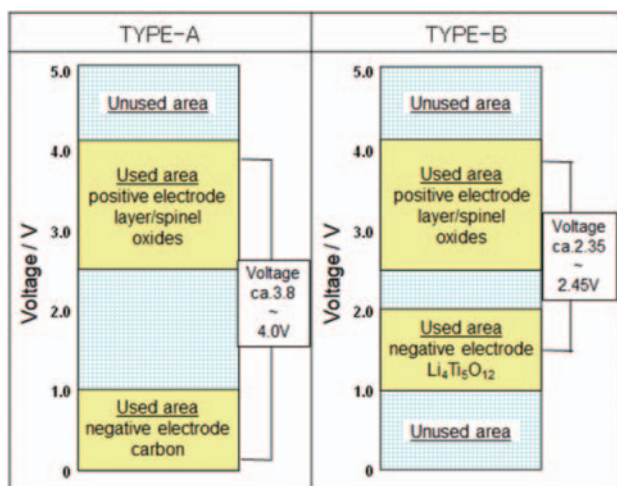 TYPE-A
TYPE-B
Voltage / V
5.0
4.0
3.0
2.0
1.0
0
Unused area
Used area
positive electrode
layer/spinel
oxides
Used area
negative electrode
carbon
Voltage
ca.3.8
~
4.0V
Voltage / V
5.0
4.0
3.0
2.0
1.0
0
Unused area
Used area
positive electrode
layer/spinel
oxides
Used area
negative electrode
Li₄Ti₅O₁₂
Unused area
Voltage
ca.2.35
~
2.45V